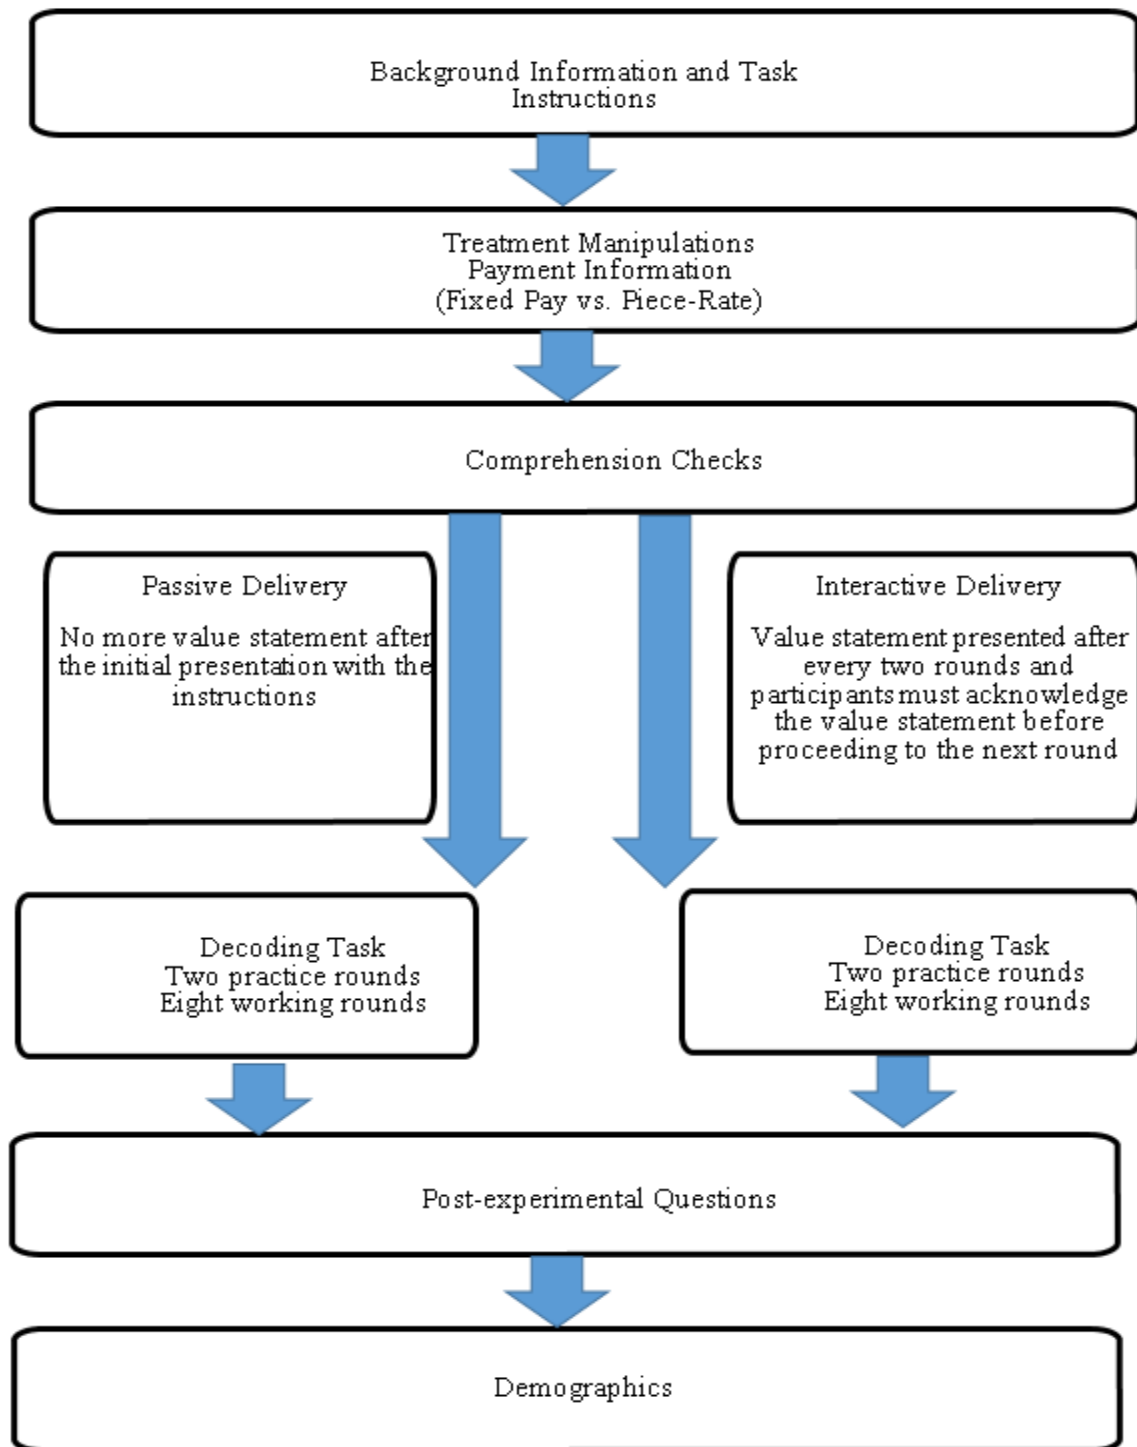 Background Information and Task
Instructions
Treatment Manipulations
Payment Information
(Fixed Pay vs. Piece-Rate)
Comprehension Checks
Passive Delivery
No more value statement after
the initial presentation with the
instructions
Interactive Delivery
Value statement presented after
every two rounds and
participants must acknowledge
the value statement before
proceeding to the next round
Decoding Task
Two practice rounds
Eight working rounds
Decoding Task
Two practice rounds
Eight working rounds
Post-experimental Questions
Demographics